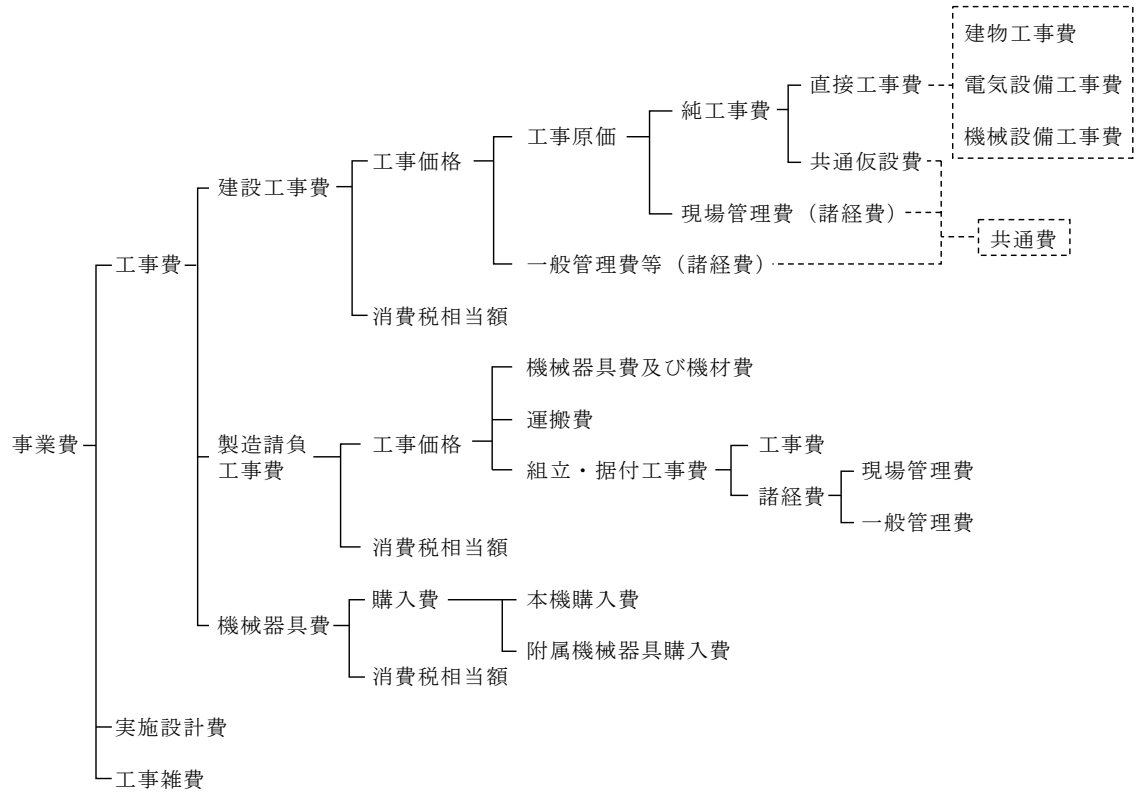 建物工事費
直接工事費
電気設備工事費
純工事費
機械設備工事費
工事原価
工事価格
共通仮設費
建設工事費
現場管理費（諸経費）
共通費
工事費
一般管理費等（諸経費）
消費税相当額
機械器具費及び機材費
運搬費
事業費
製造請負
工事費
工事価格
工事費
組立・据付工事費
現場管理費
諸経費
一般管理費
消費税相当額
購入費
本機購入費
機械器具費
附属機械器具購入費
消費税相当額
実施設計費
工事雑費